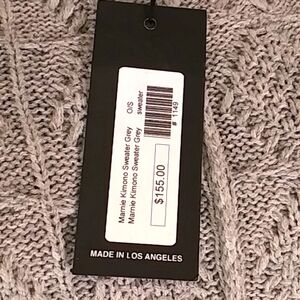 Marnie Kimono Sweater Grey O/S
Marnie Kimono Sweater Grey sweater
# 1149
$155.00
MADE IN LOS ANGELES